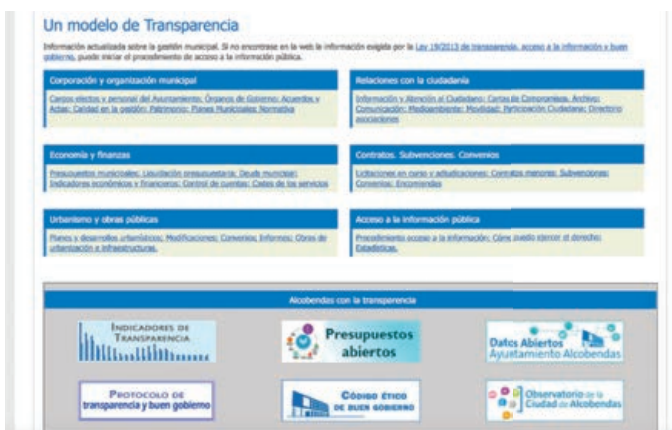 Un modelo de Transparencia
Información actualizada sobre la gestión municipal. Si no encontrase en la web la información exigida por la Ley 19/2013 de transparencia, acceso a la información y buen
gobierno, puede iniciar el procedimiento de acceso a la información pública.
Corporación y organización municipal
Cargos electos y personal del Ayuntamiento; Órganos de Gobierno; Acuerdos y
Actas; Calidad en la gestión; Patrimonio; Planes Municipales; Normativa
Relaciones con la ciudadanía
Información y Atención al Ciudadano; Cartas de Compromisos; Archivo;
Comunicación; Medioambiente; Movilidad; Participación Ciudadana; Directorio
asociaciones
Economía y finanzas
Presupuestos municipales; Liquidación presupuestaria; Deuda municipal;
Indicadores económicos y financieros; Control de cuentas; Costes de los servicios
Contratos. Subvenciones. Convenios
Licitaciones en curso y adjudicaciones; Contratos menores; Subvenciones;
Convenios; Encomiendas
Urbanismo y obras públicas
Planes y desarrollos urbanísticos; Modificaciones; Convenios; Informes; Obras de
urbanización e infraestructuras.
Acceso a la información pública
Procedimiento acceso a la información; Cómo puedo ejercer el derecho;
Estadísticas.
Alcobendas con la transparencia
INDICADORES DE
TRANSPARENCIA
Presupuestos
abiertos
Datos Abiertos
Ayuntamiento Alcobendas
PROTOCOLO DE
transparencia y buen gobierno
CÓDIGO ÉTICO
DE BUEN GOBIERNO
Observatorio de la
Ciudad de Alcobendas